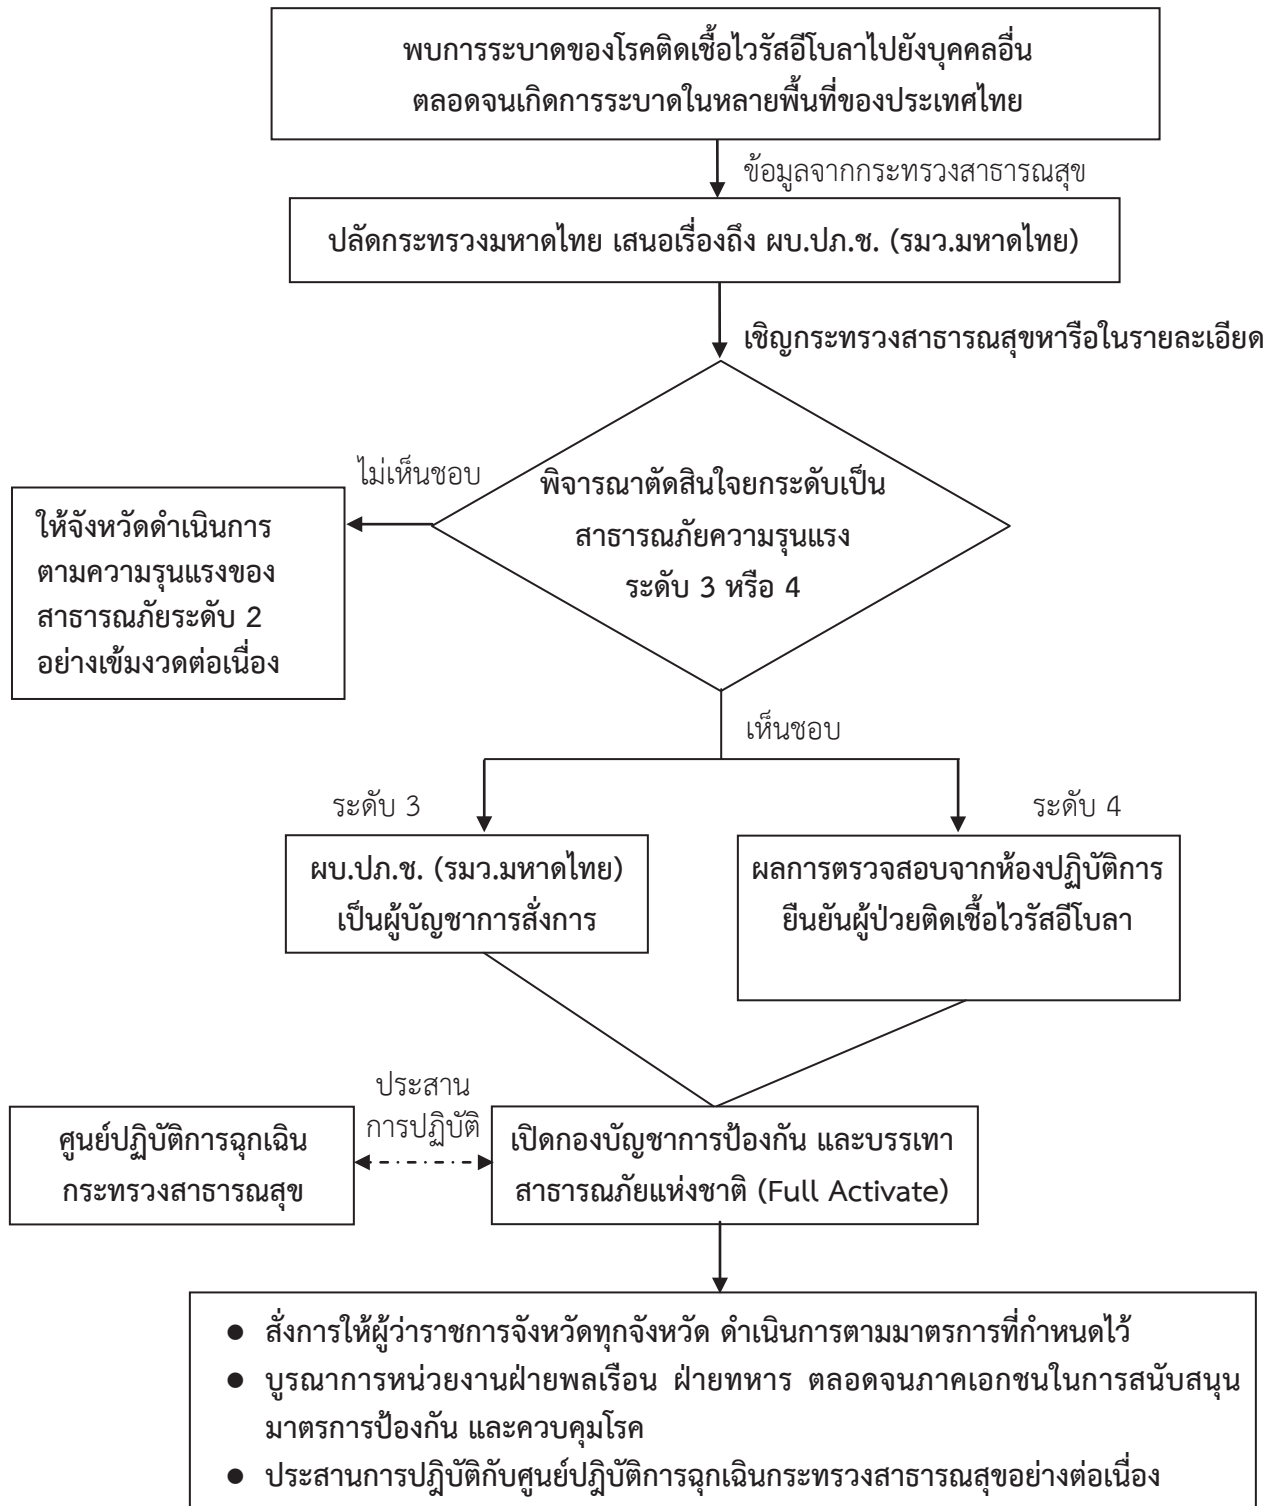 พบการระบาดของโรคติดเชื้อไวรัสอีโบลาไปยังบุคคลอื่น
ตลอดจนเกิดการระบาดในหลายพื้นที่ของประเทศไทย
ข้อมูลจากกระทรวงสาธารณสุข
ปลัดกระทรวงมหาดไทย เสนอเรื่องถึง ผบ.ปภ.ช. (รมว.มหาดไทย)
เชิญกระทรวงสาธารณสุขหารือในรายละเอียด
พิจารณาตัดสินใจยกระดับเป็น
สาธารณภัยความรุนแรง
ระดับ 3 หรือ 4
ไม่เห็นชอบ
ให้จังหวัดดำเนินการ
ตามความรุนแรงของ
สาธารณภัยระดับ 2
อย่างเข้มงวดต่อเนื่อง
เห็นชอบ
ระดับ 3
ระดับ 4
ผบ.ปภ.ช. (รมว.มหาดไทย)
เป็นผู้บัญชาการสั่งการ
ผลการตรวจสอบจากห้องปฏิบัติการ
ยืนยันผู้ป่วยติดเชื้อไวรัสอีโบลา
ประสาน
การปฏิบัติ
ศูนย์ปฏิบัติการฉุกเฉิน
กระทรวงสาธารณสุข
เปิดกองบัญชาการป้องกัน และบรรเทา
สาธารณภัยแห่งชาติ (Full Activate)
● สั่งการให้ผู้ว่าราชการจังหวัดทุกจังหวัด ดำเนินการตามมาตรการที่กำหนดไว้
● บูรณาการหน่วยงานฝ่ายพลเรือน ฝ่ายทหาร ตลอดจนภาคเอกชนในการสนับสนุน
มาตรการป้องกัน และควบคุมโรค
● ประสานการปฎิบัติกับศูนย์ปฎิบัติการฉุกเฉินกระทรวงสาธารณสุขอย่างต่อเนื่อง